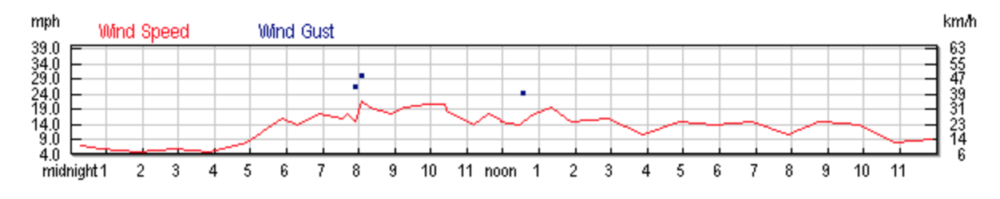 mph km/h
Wind Speed Wind Gust
39.0 63
34.0 55
29.0 47
24.0 39
19.0 31
14.0 23
9.0 14
4.0 6
midnight 1 2 3 4 5 6 7 8 9 10 11 noon 1 2 3 4 5 6 7 8 9 10 11